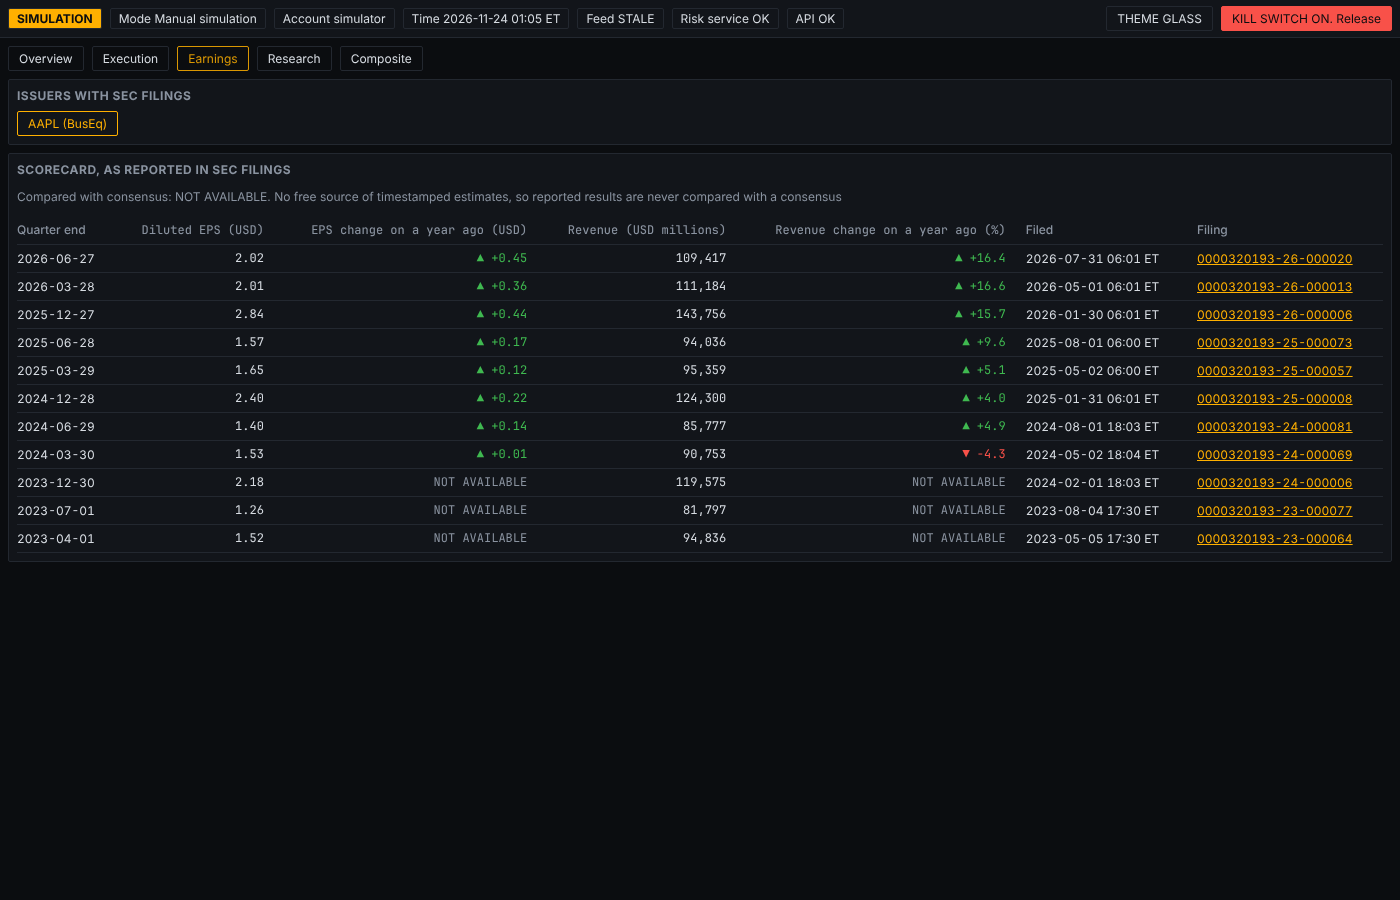 SIMULATION Mode Manual simulation Account simulator Time 2026-11-24 01:05 ET Feed STALE Risk service OK API OK THEME GLASS KILL SWITCH ON. Release
Overview Execution Earnings Research Composite
ISSUERS WITH SEC FILINGS
AAPL (BusEq)
SCORECARD, AS REPORTED IN SEC FILINGS
Compared with consensus: NOT AVAILABLE. No free source of timestamped estimates, so reported results are never compared with a consensus
Quarter end Diluted EPS (USD) EPS change on a year ago (USD) Revenue (USD millions) Revenue change on a year ago (%) Filed Filing
2026-06-27 2.02 ▲ +0.45 109,417 ▲ +16.4 2026-07-31 06:01 ET 0000320193-26-000020
2026-03-28 2.01 ▲ +0.36 111,184 ▲ +16.6 2026-05-01 06:01 ET 0000320193-26-000013
2025-12-27 2.84 ▲ +0.44 143,756 ▲ +15.7 2026-01-30 06:01 ET 0000320193-26-000006
2025-06-28 1.57 ▲ +0.17 94,036 ▲ +9.6 2025-08-01 06:00 ET 0000320193-25-000073
2025-03-29 1.65 ▲ +0.12 95,359 ▲ +5.1 2025-05-02 06:00 ET 0000320193-25-000057
2024-12-28 2.40 ▲ +0.22 124,300 ▲ +4.0 2025-01-31 06:01 ET 0000320193-25-000008
2024-06-29 1.40 ▲ +0.14 85,777 ▲ +4.9 2024-08-01 18:03 ET 0000320193-24-000081
2024-03-30 1.53 ▲ +0.01 90,753 ▼ -4.3 2024-05-02 18:04 ET 0000320193-24-000069
2023-12-30 2.18 NOT AVAILABLE 119,575 NOT AVAILABLE 2024-02-01 18:03 ET 0000320193-24-000006
2023-07-01 1.26 NOT AVAILABLE 81,797 NOT AVAILABLE 2023-08-04 17:30 ET 0000320193-23-000077
2023-04-01 1.52 NOT AVAILABLE 94,836 NOT AVAILABLE 2023-05-05 17:30 ET 0000320193-23-000064